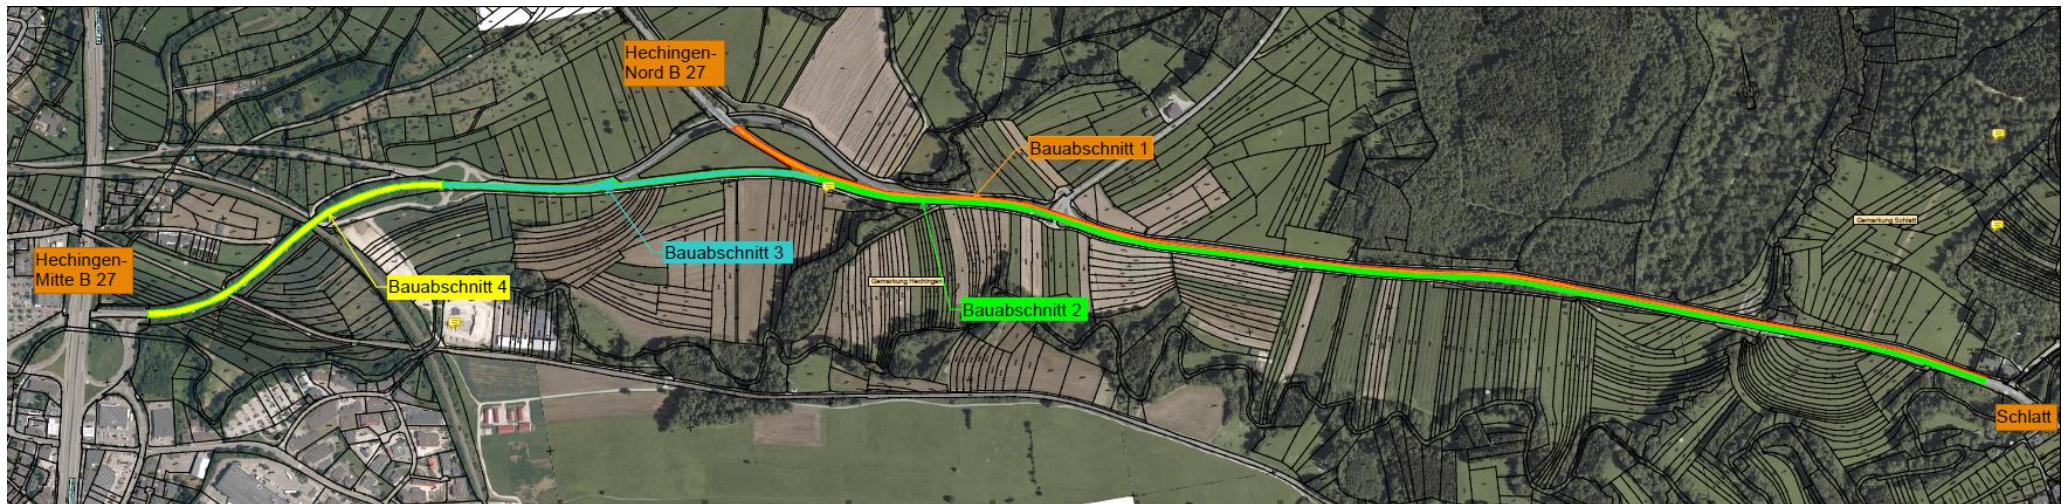 Hechingen-
Nord B 27
Bauabschnitt 1
Gemarkung Schlatt
Bauabschnitt 3
Hechingen-
Mitte B 27
Gemarkung Hechingen
Bauabschnitt 4
Bauabschnitt 2
Schlatt